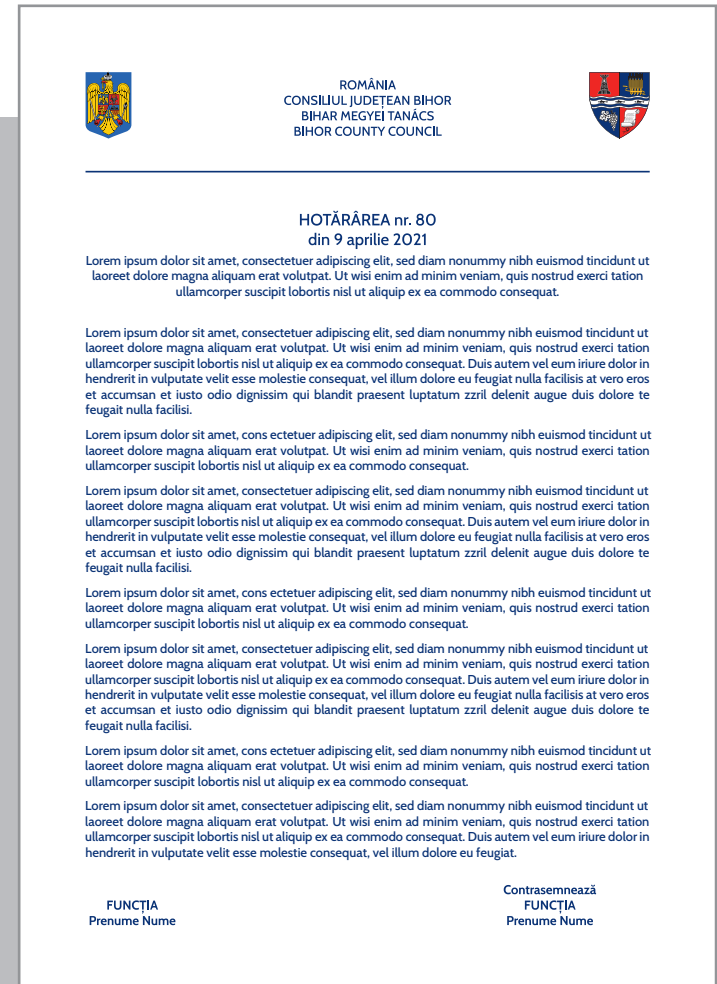 ROMÂNIA
CONSILIUL JUDEȚEAN BIHOR
BIHAR MEGYEI TANÁCS
BIHOR COUNTY COUNCIL
HOTĂRÂREA nr. 80
din 9 aprilie 2021
Lorem ipsum dolor sit amet, consectetuer adipiscing elit, sed diam nonummy nibh euismod tincidunt ut
laoreet dolore magna aliquam erat volutpat. Ut wisi enim ad minim veniam, quis nostrud exerci tation
ullamcorper suscipit lobortis nisl ut aliquip ex ea commodo consequat.
Lorem ipsum dolor sit amet, consectetuer adipiscing elit, sed diam nonummy nibh euismod tincidunt ut
laoreet dolore magna aliquam erat volutpat. Ut wisi enim ad minim veniam, quis nostrud exerci tation
ullamcorper suscipit lobortis nisl ut aliquip ex ea commodo consequat. Duis autem vel eum iriure dolor in
hendrerit in vulputate velit esse molestie consequat, vel illum dolore eu feugiat nulla facilisis at vero eros
et accumsan et iusto odio dignissim qui blandit praesent luptatum zzril delenit augue duis dolore te
feugait nulla facilisi.
Lorem ipsum dolor sit amet, cons ectetuer adipiscing elit, sed diam nonummy nibh euismod tincidunt ut
laoreet dolore magna aliquam erat volutpat. Ut wisi enim ad minim veniam, quis nostrud exerci tation
ullamcorper suscipit lobortis nisl ut aliquip ex ea commodo consequat.
Lorem ipsum dolor sit amet, consectetuer adipiscing elit, sed diam nonummy nibh euismod tincidunt ut
laoreet dolore magna aliquam erat volutpat. Ut wisi enim ad minim veniam, quis nostrud exerci tation
ullamcorper suscipit lobortis nisl ut aliquip ex ea commodo consequat. Duis autem vel eum iriure dolor in
hendrerit in vulputate velit esse molestie consequat, vel illum dolore eu feugiat nulla facilisis at vero eros
et accumsan et iusto odio dignissim qui blandit praesent luptatum zzril delenit augue duis dolore te
feugait nulla facilisi.
Lorem ipsum dolor sit amet, cons ectetuer adipiscing elit, sed diam nonummy nibh euismod tincidunt ut
laoreet dolore magna aliquam erat volutpat. Ut wisi enim ad minim veniam, quis nostrud exerci tation
ullamcorper suscipit lobortis nisl ut aliquip ex ea commodo consequat.
Lorem ipsum dolor sit amet, consectetuer adipiscing elit, sed diam nonummy nibh euismod tincidunt ut
laoreet dolore magna aliquam erat volutpat. Ut wisi enim ad minim veniam, quis nostrud exerci tation
ullamcorper suscipit lobortis nisl ut aliquip ex ea commodo consequat. Duis autem vel eum iriure dolor in
hendrerit in vulputate velit esse molestie consequat, vel illum dolore eu feugiat nulla facilisis at vero eros
et accumsan et iusto odio dignissim qui blandit praesent luptatum zzril delenit augue duis dolore te
feugait nulla facilisi.
Lorem ipsum dolor sit amet, cons ectetuer adipiscing elit, sed diam nonummy nibh euismod tincidunt ut
laoreet dolore magna aliquam erat volutpat. Ut wisi enim ad minim veniam, quis nostrud exerci tation
ullamcorper suscipit lobortis nisl ut aliquip ex ea commodo consequat.
Lorem ipsum dolor sit amet, consectetuer adipiscing elit, sed diam nonummy nibh euismod tincidunt ut
laoreet dolore magna aliquam erat volutpat. Ut wisi enim ad minim veniam, quis nostrud exerci tation
ullamcorper suscipit lobortis nisl ut aliquip ex ea commodo consequat. Duis autem vel eum iriure dolor in
hendrerit in vulputate velit esse molestie consequat, vel illum dolore eu feugiat.
FUNCȚIA
Prenume Nume
Contrasemnează
FUNCȚIA
Prenume Nume